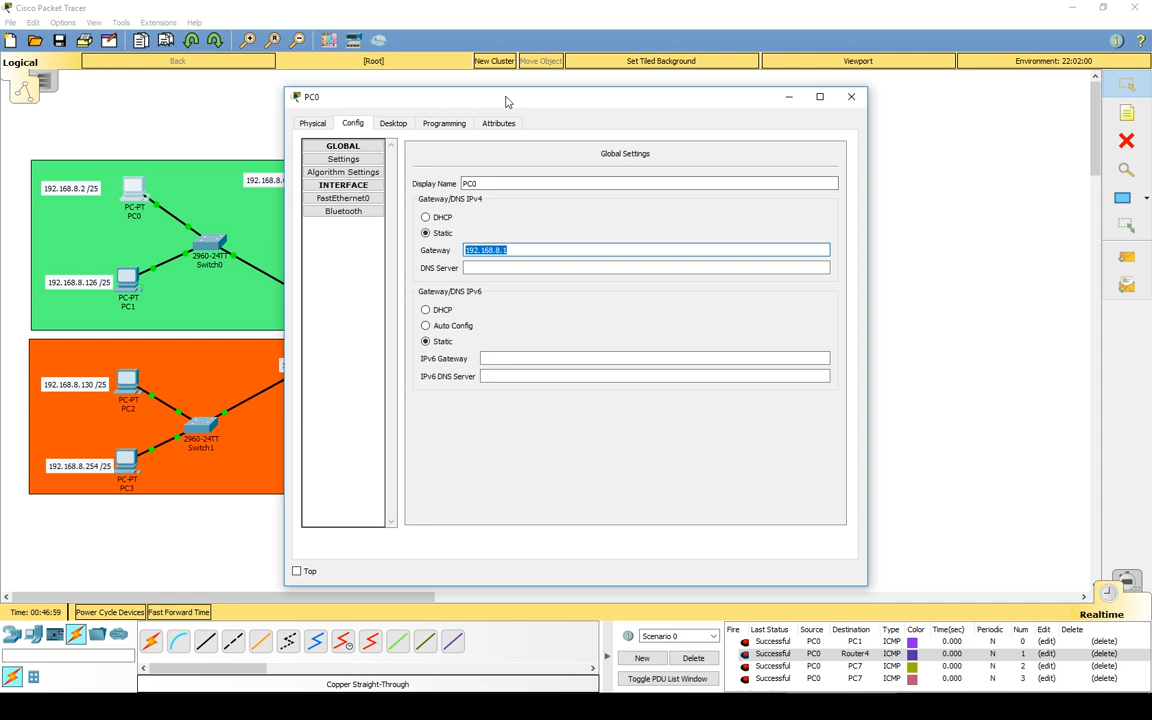 Cisco Packet Tracer
File Edit Options View Tools Extensions Help
Logical
Back
[Root]
New Cluster
Move Object
Set Tiled Background
Viewport
Environment: 22:02:00
PC0
Physical Config Desktop Programming Attributes
GLOBAL
Settings
Algorithm Settings
INTERFACE
FastEthernet0
Bluetooth
Global Settings
Display Name PC0
Gateway/DNS IPv4
DHCP
Static
Gateway 192.168.8.1
DNS Server
Gateway/DNS IPv6
DHCP
Auto Config
Static
IPv6 Gateway
IPv6 DNS Server
Top
192.168.8.2 /25
PC-PT
PC0
2960-24TT
Switch0
192.168.8.126 /25
PC-PT
PC1
192.168.8.130 /25
PC-PT
PC2
2960-24TT
Switch1
192.168.8.254 /25
PC-PT
PC3
Time: 00:46:59
Power Cycle Devices
Fast Forward Time
Realtime
Copper Straight-Through
Scenario 0
New
Delete
Toggle PDU List Window
Fire Last Status Source Destination Type Color Time(sec) Periodic Num Edit Delete
Successful PC0 PC1 ICMP 0.000 N 0 (edit) (delete)
Successful PC0 Router4 ICMP 0.000 N 1 (edit) (delete)
Successful PC0 PC7 ICMP 0.000 N 2 (edit) (delete)
Successful PC0 PC7 ICMP 0.000 N 3 (edit) (delete)